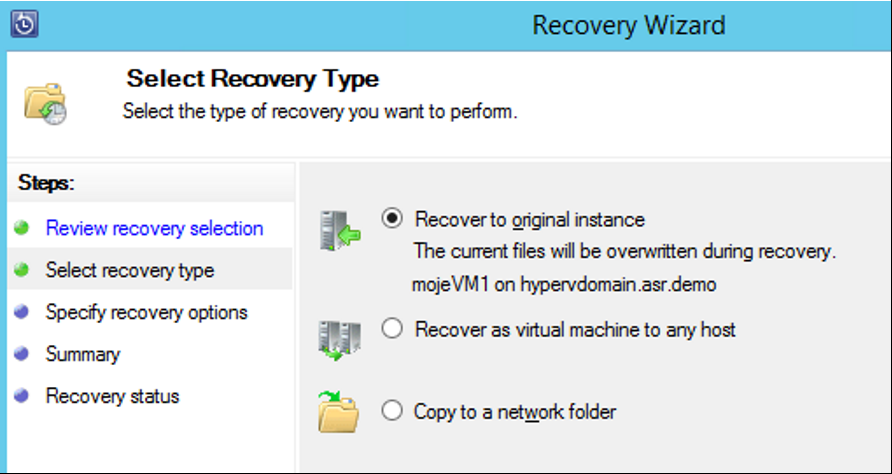 Recovery Wizard
Select Recovery Type
Select the type of recovery you want to perform.
Steps:
Review recovery selection
Select recovery type
Specify recovery options
Summary
Recovery status
Recover to original instance
The current files will be overwritten during recovery.
mojeVM1 on hypervdomain.asr.demo
Recover as virtual machine to any host
Copy to a network folder